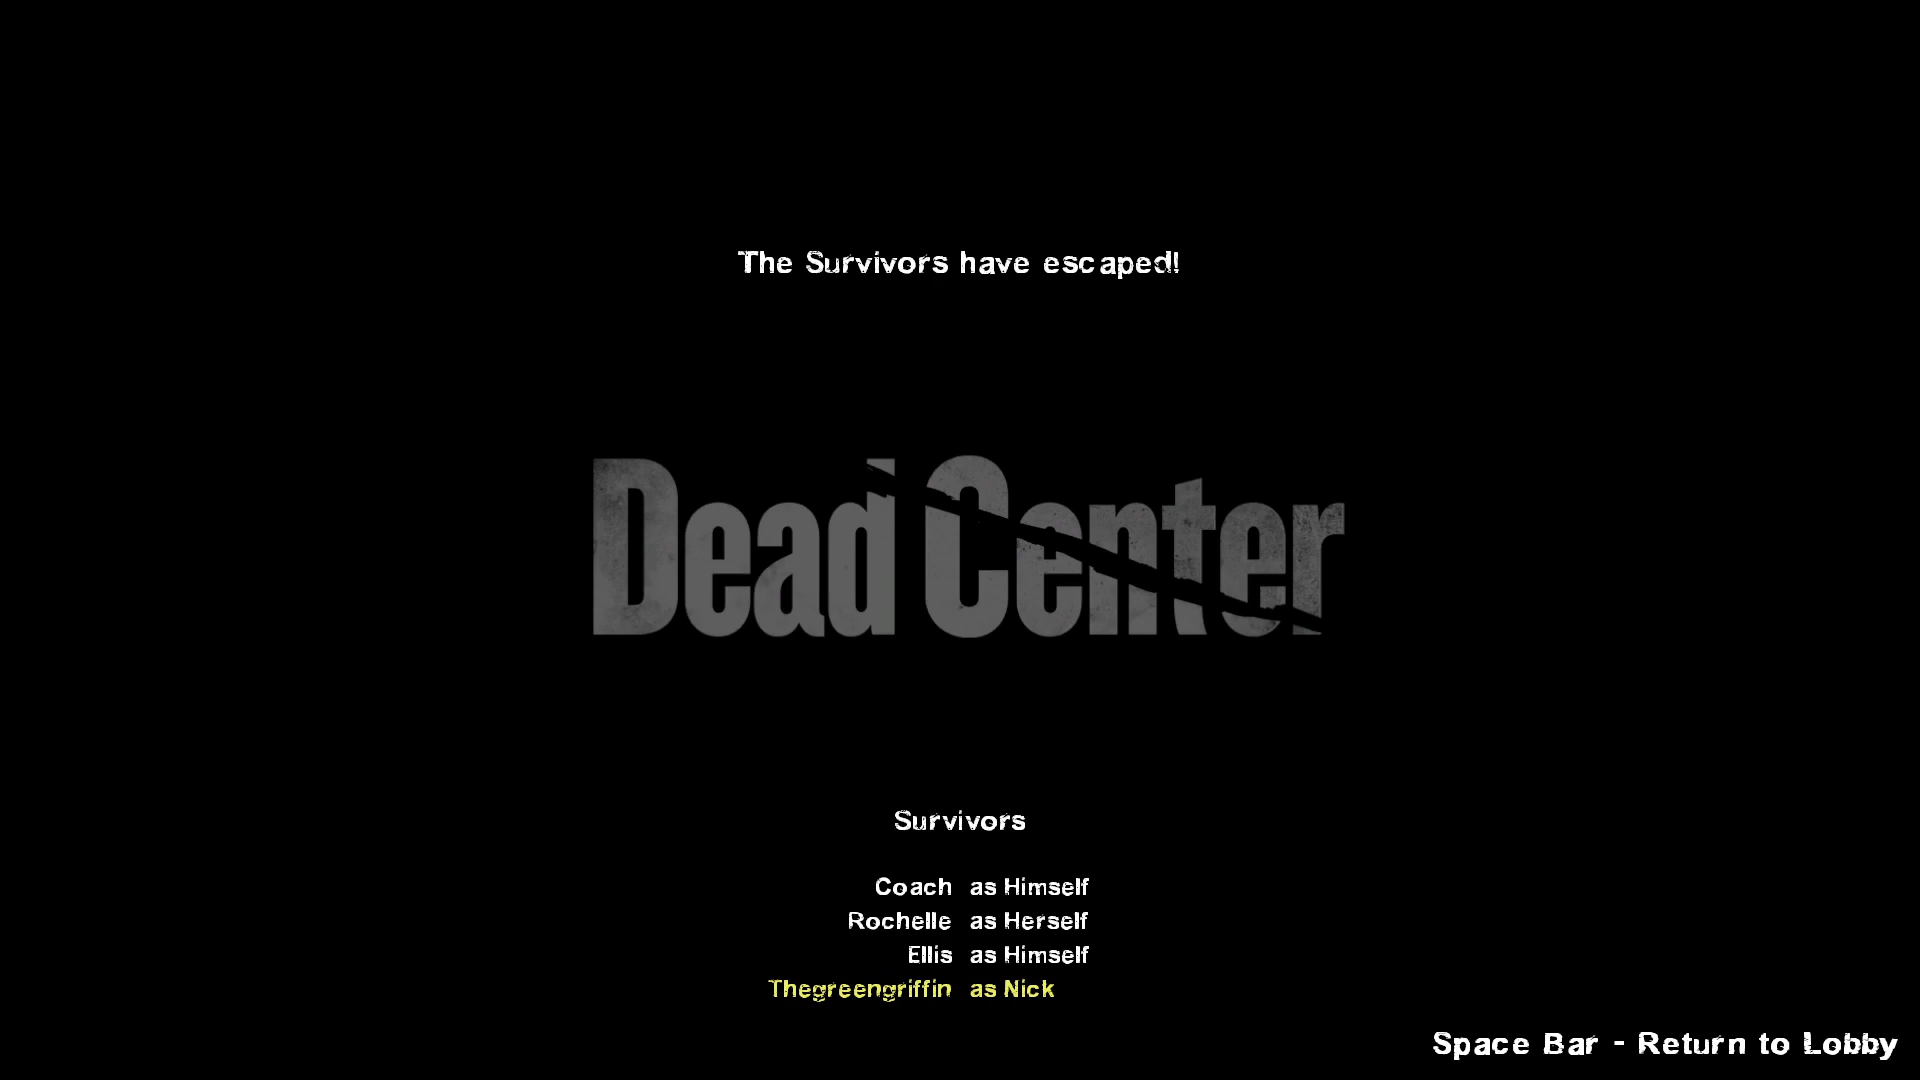 The Survivors have escaped!
Dead Center
Survivors
Coach as Himself
Rochelle as Herself
Ellis as Himself
Thegreengriffin as Nick
Space Bar - Return to Lobby